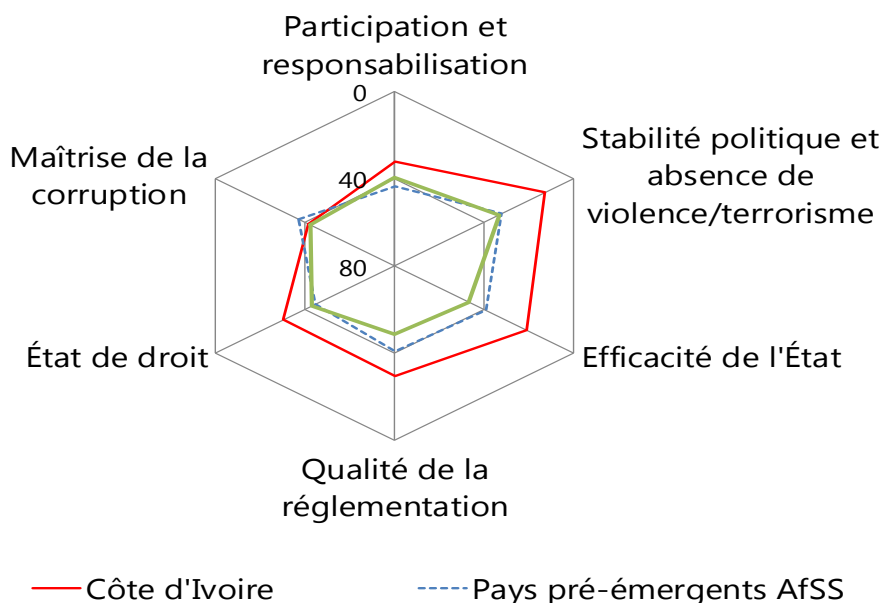 Participation et
responsabilisation
0
Stabilité politique et
absence de
violence/terrorisme
Maîtrise de la
corruption
40
80
État de droit
Efficacité de l'État
Qualité de la
réglementation
Côte d'Ivoire
Pays pré-émergents AfSS